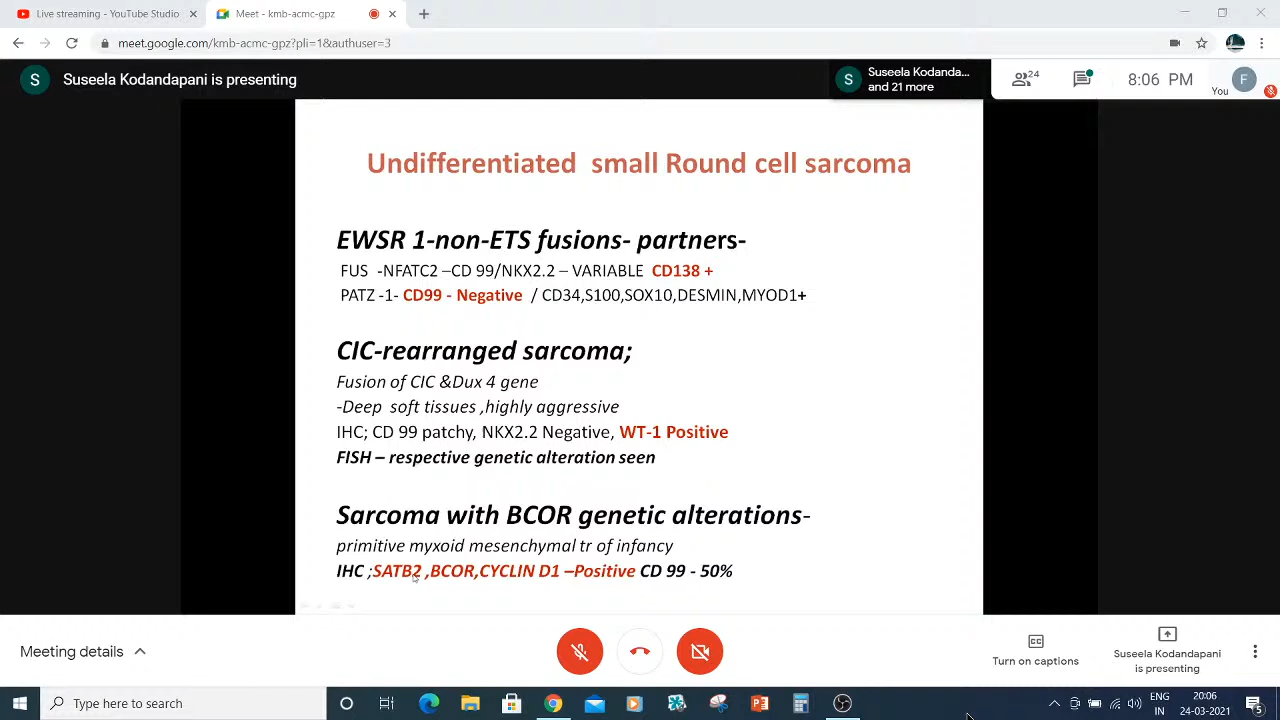 Live streaming - YouTube Studio
Meet - kmb-acmc-gpz
meet.google.com/kmb-acmc-gpz?pli=1&authuser=3
S Suseela Kodandapani is presenting
S Suseela Kodanda... and 21 more
24
8:06 PM
You
F
Undifferentiated small Round cell sarcoma
EWSR 1-non-ETS fusions- partners-
FUS -NFATC2 –CD 99/NKX2.2 – VARIABLE CD138 +
PATZ -1- CD99 - Negative / CD34,S100,SOX10,DESMIN,MYOD1+
CIC-rearranged sarcoma;
Fusion of CIC &Dux 4 gene
-Deep soft tissues ,highly aggressive
IHC; CD 99 patchy, NKX2.2 Negative, WT-1 Positive
FISH – respective genetic alteration seen
Sarcoma with BCOR genetic alterations-
primitive myxoid mesenchymal tr of infancy
IHC ;SATB2 ,BCOR,CYCLIN D1 –Positive CD 99 - 50%
Meeting details
Turn on captions
Suseela Kodandapani
is presenting
Type here to search
ENG
IN
20:06
24-03-2021
5